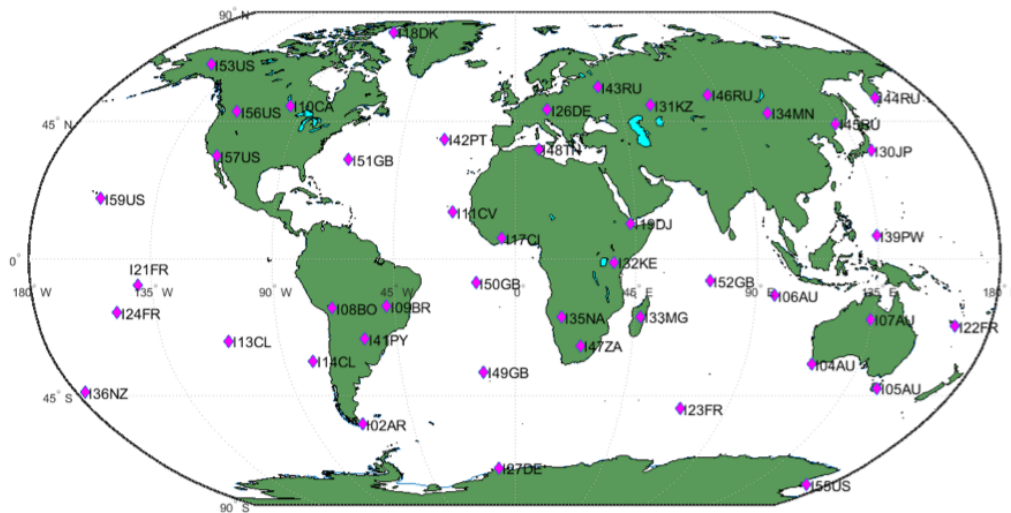 90° N
I18DK
I53US
I43RU
I46RU
I44RU
I10CA
I31KZ
I56US
I26DE
I34MN
45° N
I45RU
I42PT
I48TN
I30JP
I57US
I51GB
I59US
I11CV
I19DJ
I17CI
I39PW
0°
I32KE
I21FR
180° W
135° W
90° W
45° W
0°
45° E
90° E
135° E
180° E
I50GB
I52GB
I06AU
I08BO
I09BR
I24FR
I35NA
I33MG
I07AU
I22FR
I13CL
I41PY
I47ZA
I14CL
I04AU
I49GB
I36NZ
I05AU
45° S
I23FR
I02AR
I27DE
I55US
90° S